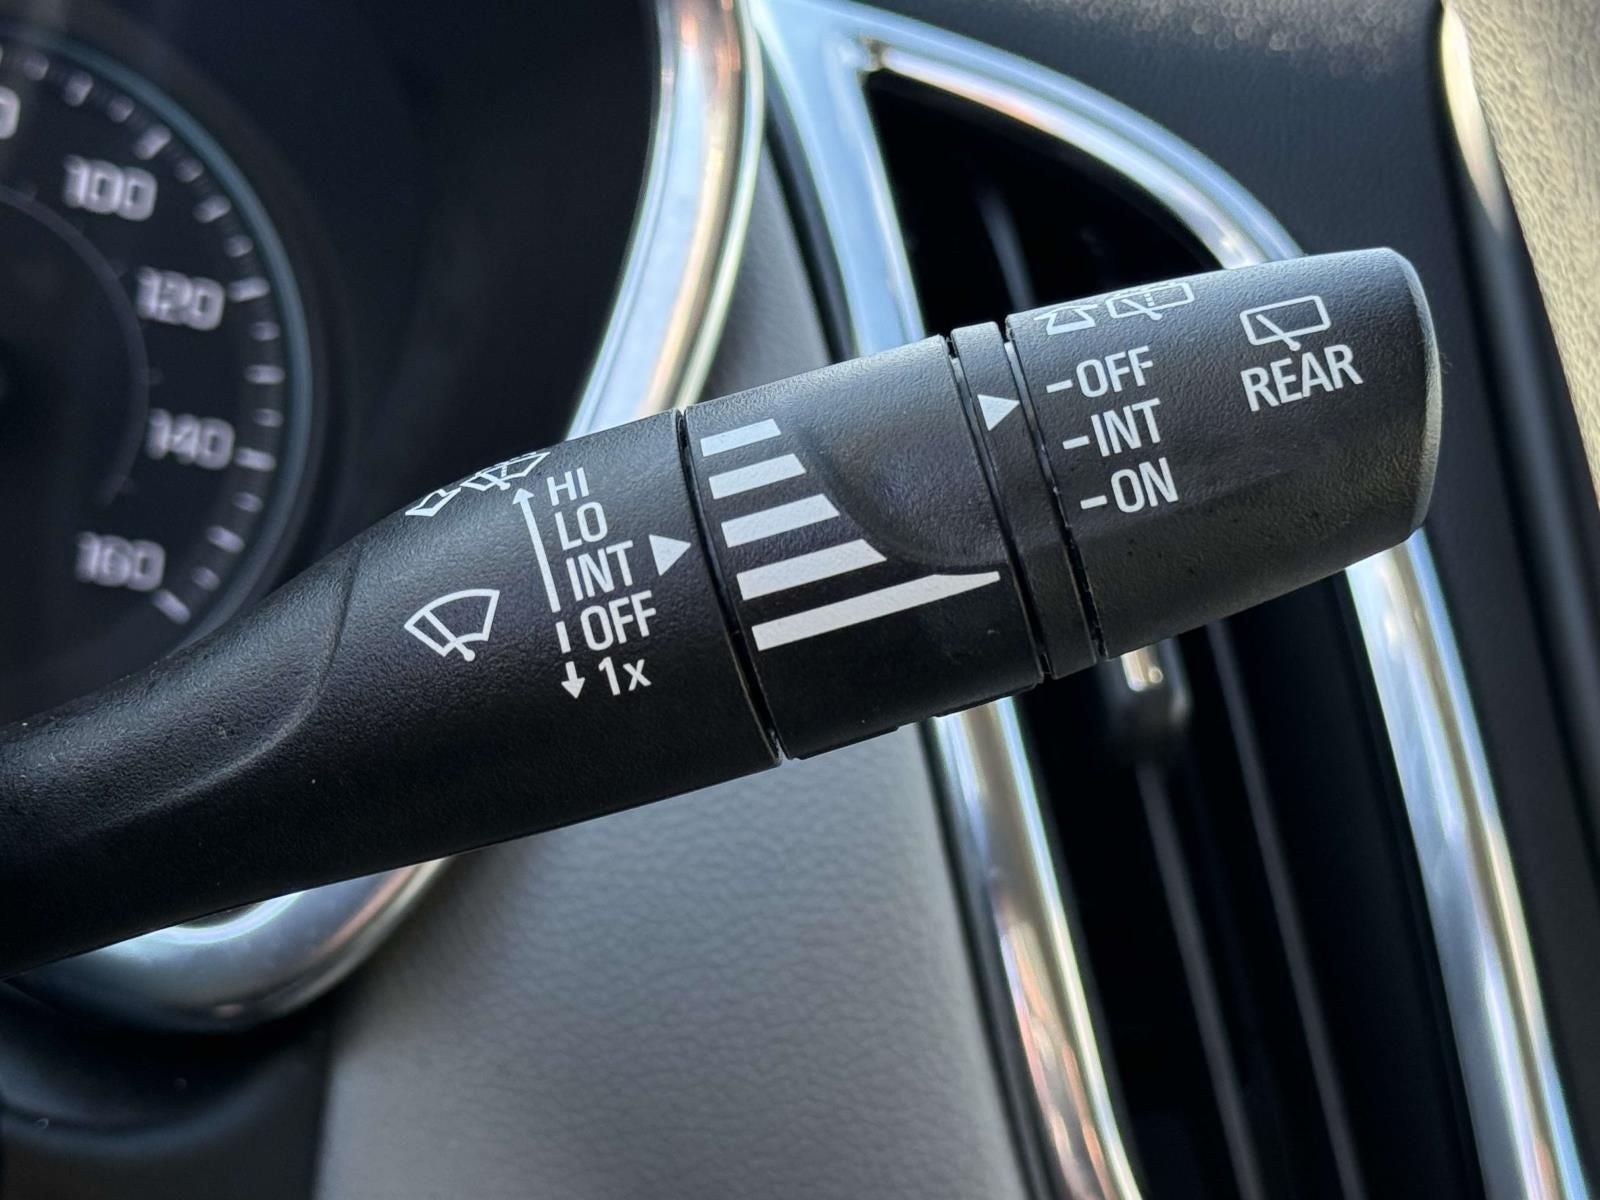 100
120
140
160
HI
LO
INT
OFF
1x
-OFF
-INT
-ON
REAR